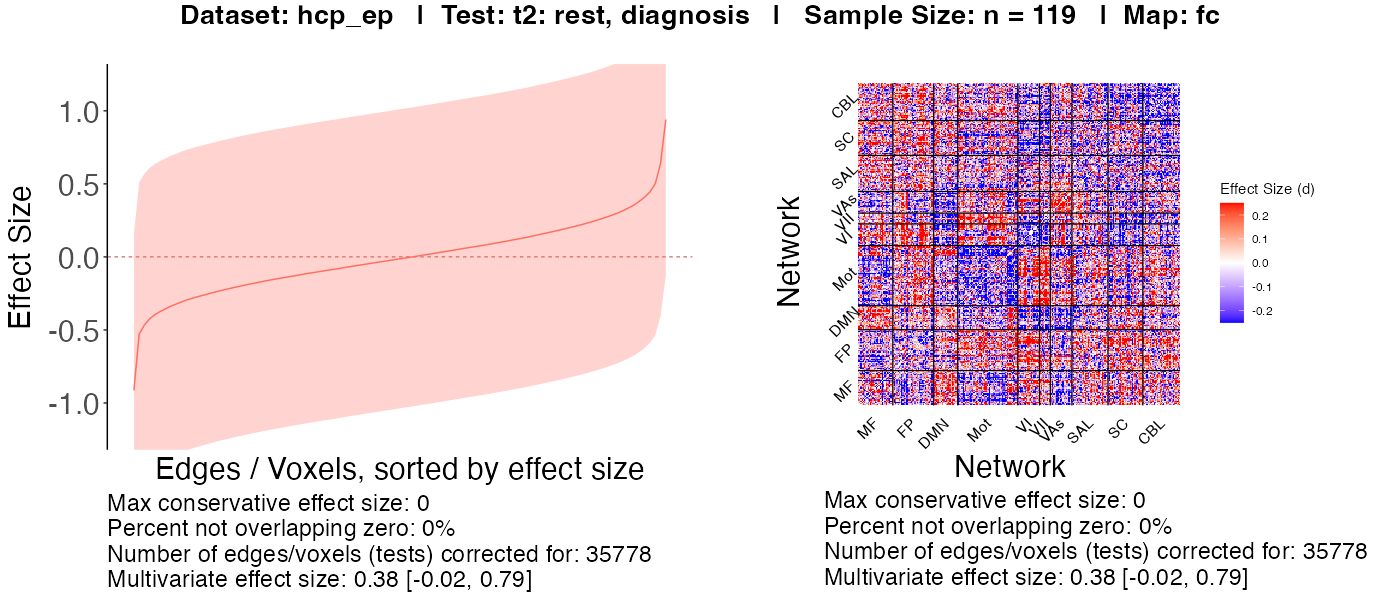 Dataset: hcp_ep | Test: t2: rest, diagnosis | Sample Size: n = 119 | Map: fc
Effect Size
1.0
0.5
0.0
-0.5
-1.0
Edges / Voxels, sorted by effect size
Max conservative effect size: 0
Percent not overlapping zero: 0%
Number of edges/voxels (tests) corrected for: 35778
Multivariate effect size: 0.38 [-0.02, 0.79]
Network
CBL
SC
SAL
VAs
VII
VI
Mot
DMN
FP
MF
MF
FP
DMN
Mot
VI
VII
VAs
SAL
SC
CBL
Network
Effect Size (d)
0.2
0.1
0.0
-0.1
-0.2
Max conservative effect size: 0
Percent not overlapping zero: 0%
Number of edges/voxels (tests) corrected for: 35778
Multivariate effect size: 0.38 [-0.02, 0.79]